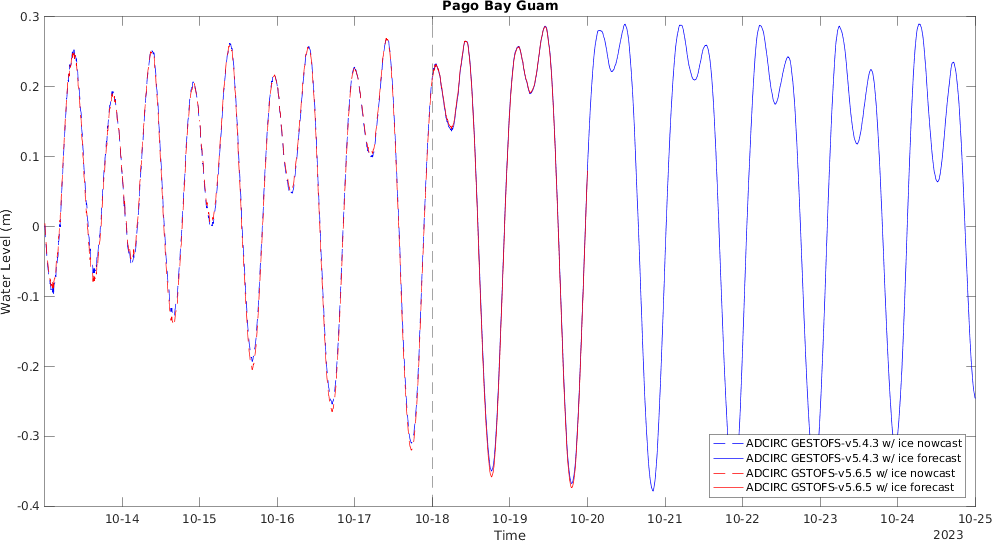 Pago Bay Guam
Water Level (m)
0.3
0.2
0.1
0
-0.1
-0.2
-0.3
-0.4
ADCIRC GESTOFS-v5.4.3 w/ ice nowcast
ADCIRC GESTOFS-v5.4.3 w/ ice forecast
ADCIRC GSTOFS-v5.6.5 w/ ice nowcast
ADCIRC GSTOFS-v5.6.5 w/ ice forecast
10-14 10-15 10-16 10-17 10-18 10-19 10-20 10-21 10-22 10-23 10-24 10-25
Time
2023